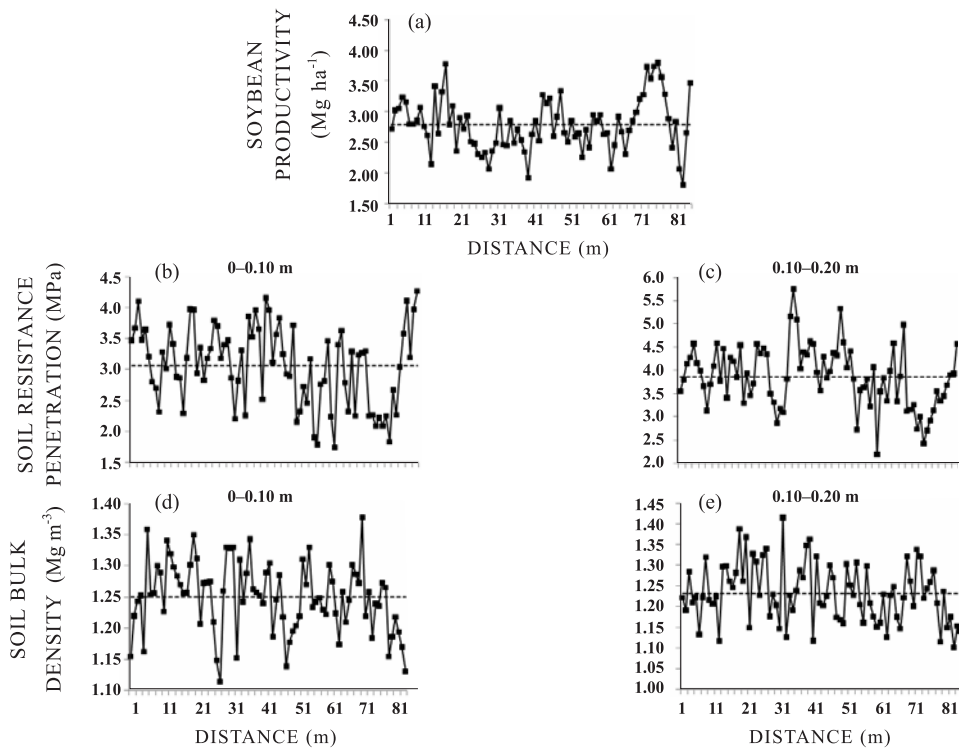 (a)
SOYBEAN
PRODUCTIVITY
(Mg ha⁻¹)
4.50
3.50
3.00
2.50
2.00
1.50
1 11 21 31 41 51 61 71 81
DISTANCE (m)
(b) 0–0.10 m
SOIL RESISTANCE
PENETRATION (MPa)
4.5
4.0
3.5
3.0
2.5
2.0
1.5
(c) 0.10–0.20 m
6.0
5.5
5.0
4.5
4.0
3.5
3.0
2.5
2.0
(d) 0–0.10 m
SOIL BULK
DENSITY (Mg m⁻³)
1.40
1.35
1.30
1.25
1.20
1.15
1.10
1 11 21 31 41 51 61 71 81
DISTANCE (m)
(e) 0.10–0.20 m
1.45
1.40
1.35
1.30
1.25
1.20
1.15
1.10
1.05
1.00
1 11 21 31 41 51 61 71 81
DISTANCE (m)